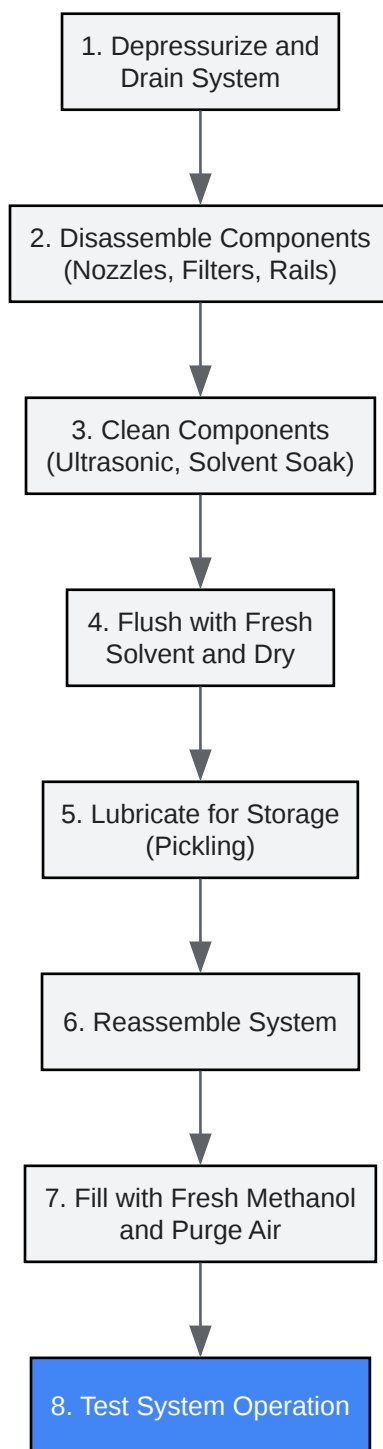 1. Depressurize and
Drain System
2. Disassemble Components
(Nozzles, Filters, Rails)
3. Clean Components
(Ultrasonic, Solvent Soak)
4. Flush with Fresh
Solvent and Dry
5. Lubricate for Storage
(Pickling)
6. Reassemble System
7. Fill with Fresh Methanol
and Purge Air
8. Test System Operation